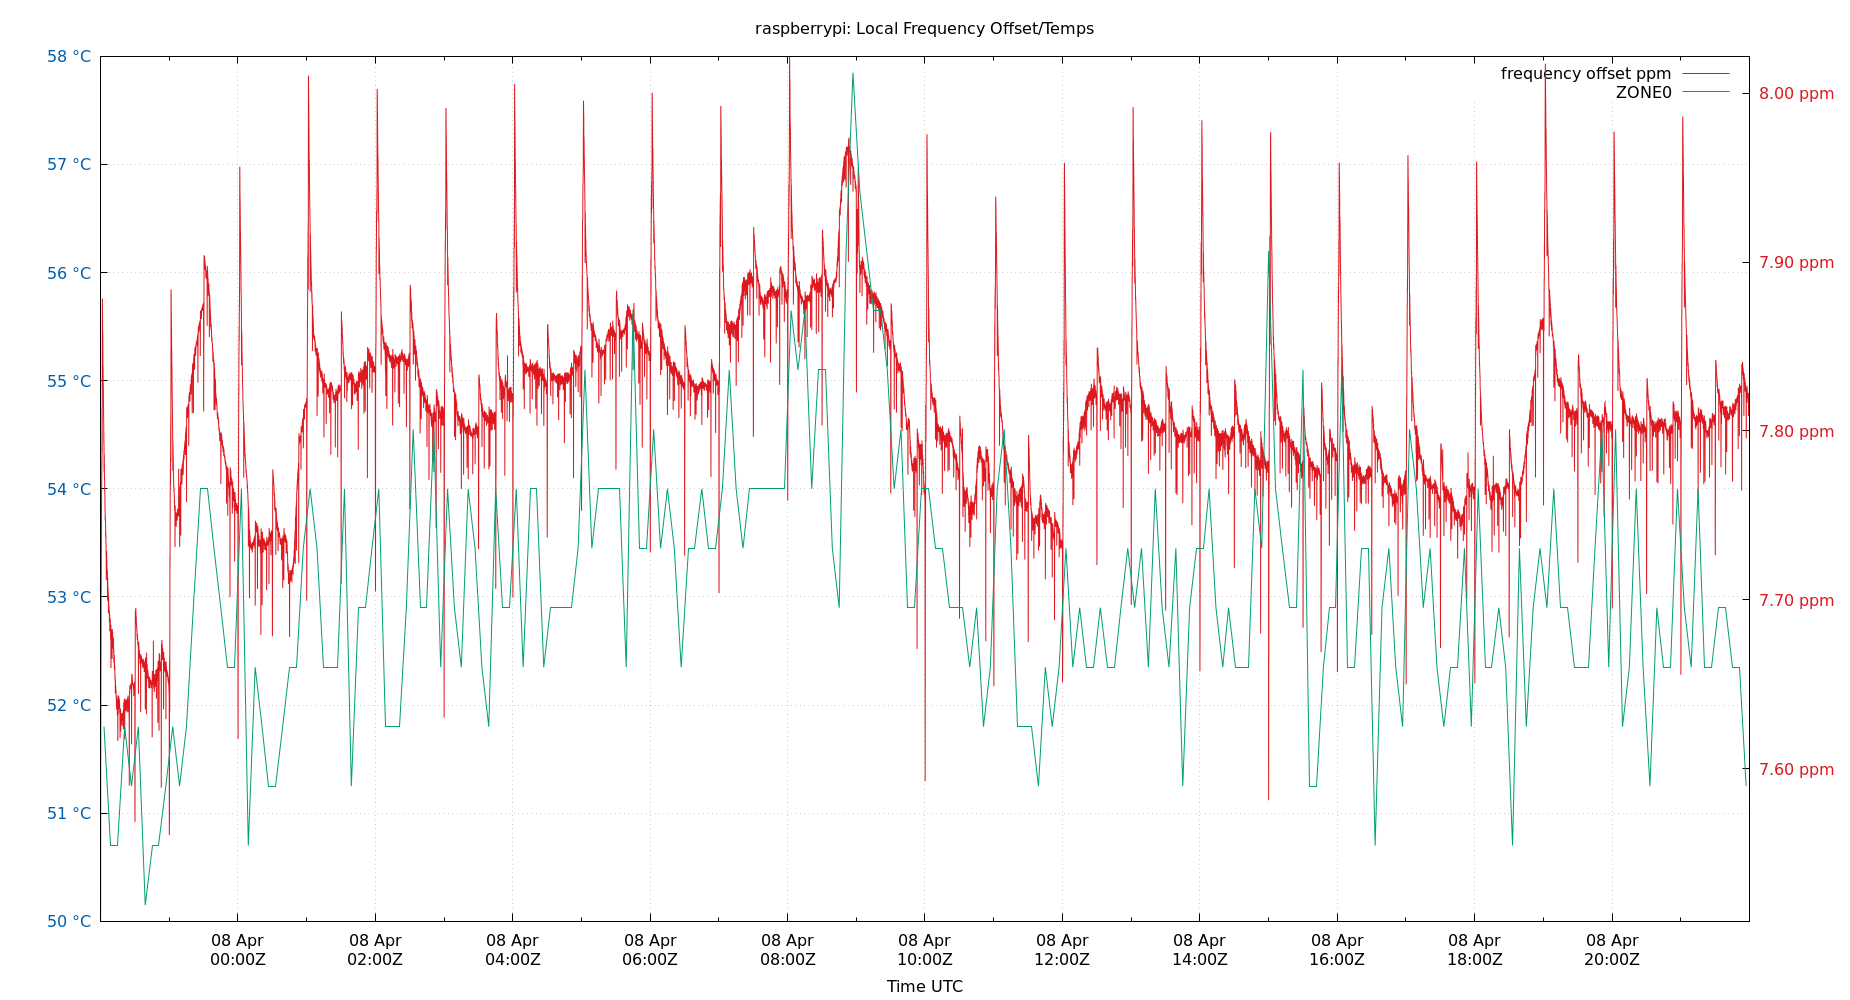 raspberrypi: Local Frequency Offset/Temps
58 °C
57 °C
56 °C
55 °C
54 °C
53 °C
52 °C
51 °C
50 °C
frequency offset ppm
ZONE0
8.00 ppm
7.90 ppm
7.80 ppm
7.70 ppm
7.60 ppm
08 Apr
00:00Z
08 Apr
02:00Z
08 Apr
04:00Z
08 Apr
06:00Z
08 Apr
08:00Z
08 Apr
10:00Z
08 Apr
12:00Z
08 Apr
14:00Z
08 Apr
16:00Z
08 Apr
18:00Z
08 Apr
20:00Z
Time UTC